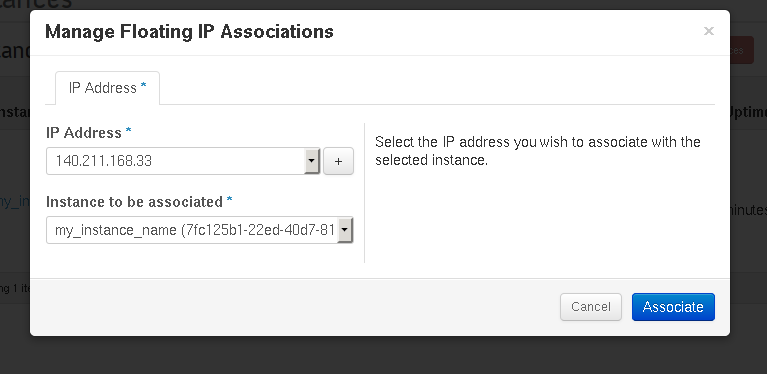 Manage Floating IP Associations
×
IP Address *
IP Address *
140.211.168.33
+
Select the IP address you wish to associate with the
selected instance.
Instance to be associated *
my_instance_name (7fc125b1-22ed-40d7-81
Cancel
Associate